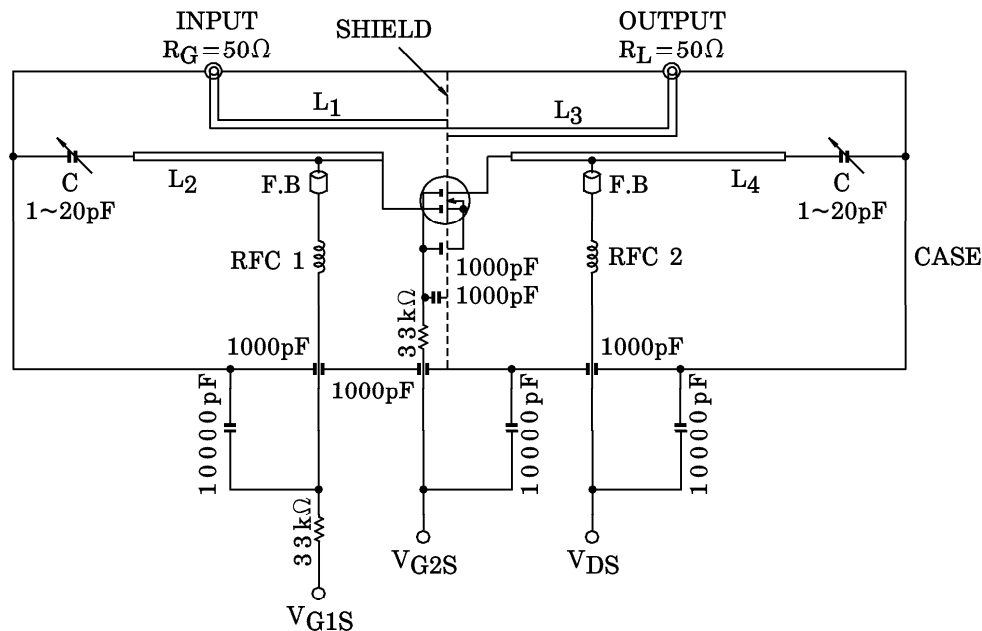 INPUT
RG=50Ω
SHIELD
OUTPUT
RL=50Ω
L1
L3
C
1~20pF
L2
F.B
F.B
L4
C
1~20pF
RFC 1
1000pF
1000pF
RFC 2
CASE
33kΩ
1000pF
1000pF
1000pF
10000pF
10000pF
10000pF
33kΩ
VG1S
VG2S
VDS